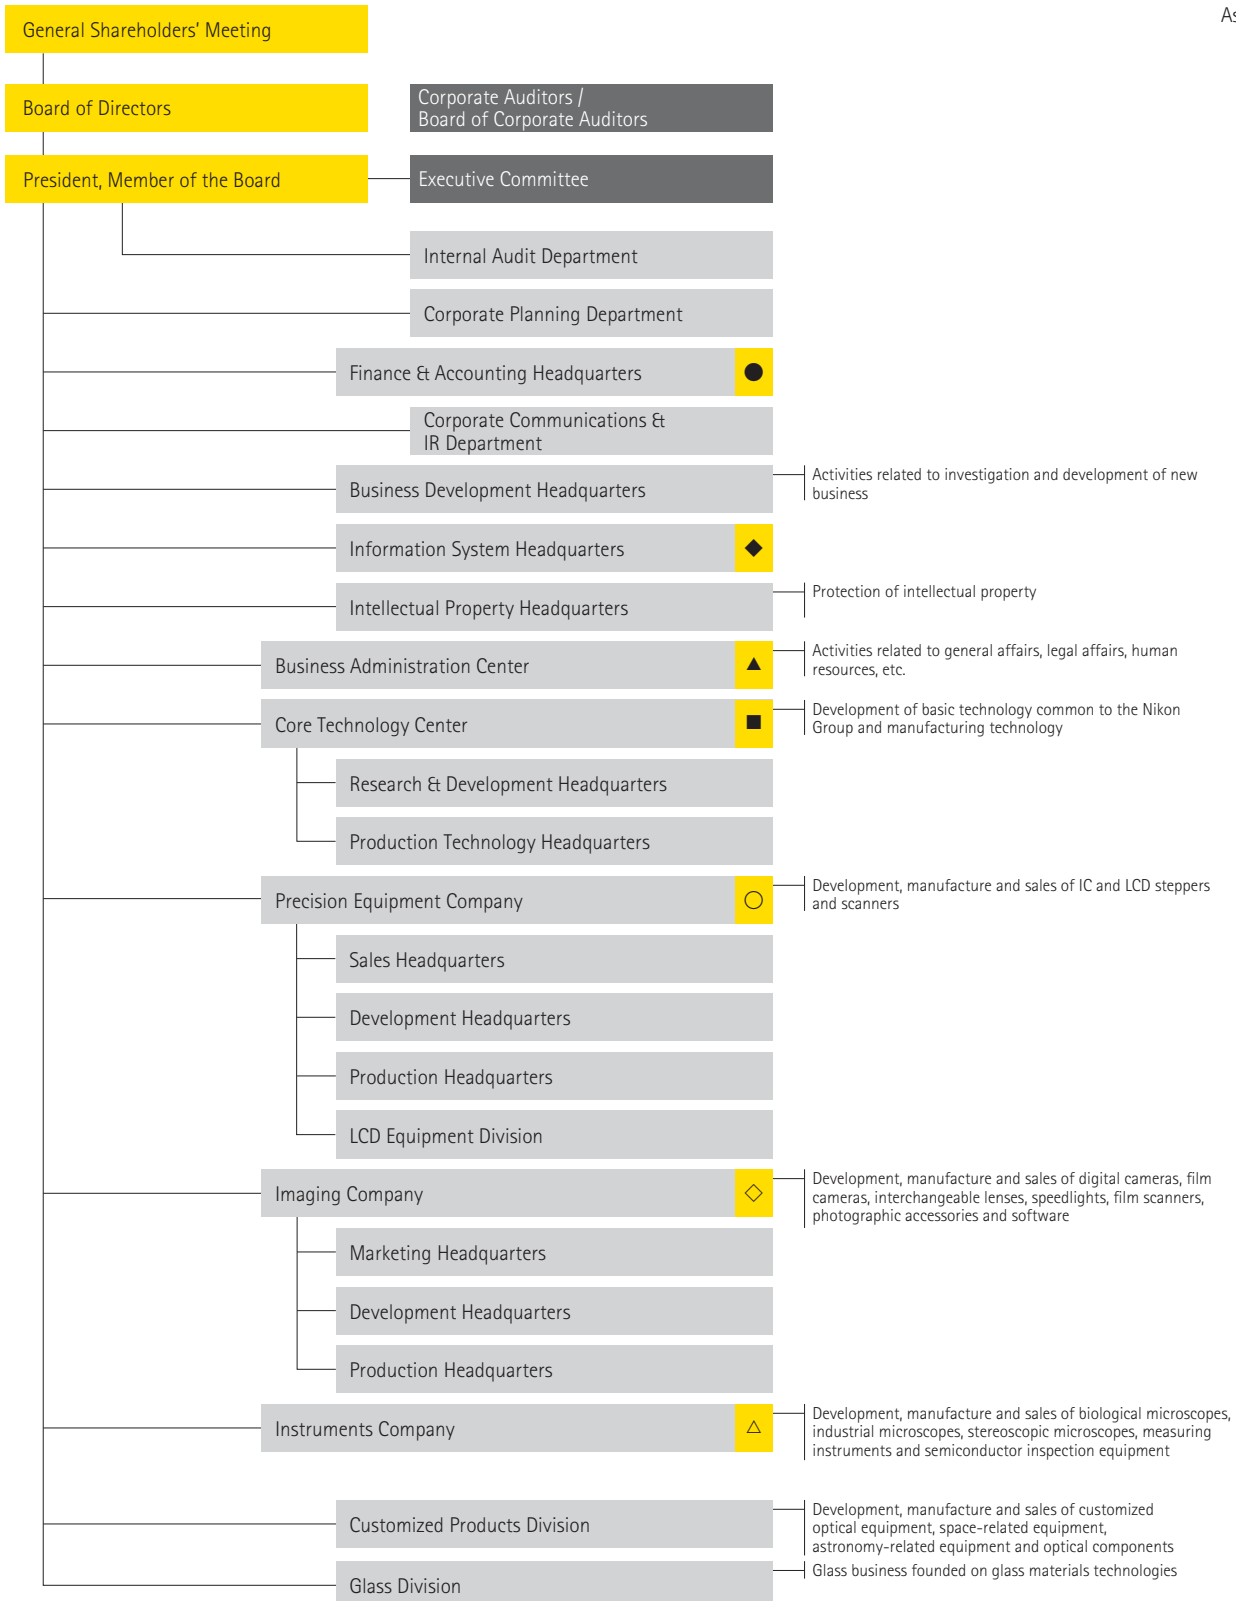 As
General Shareholders' Meeting
Board of Directors
Corporate Auditors /
Board of Corporate Auditors
President, Member of the Board
Executive Committee
Internal Audit Department
Corporate Planning Department
Finance & Accounting Headquarters
Corporate Communications &
IR Department
Business Development Headquarters
Activities related to investigation and development of new
business
Information System Headquarters
Intellectual Property Headquarters
Protection of intellectual property
Business Administration Center
Activities related to general affairs, legal affairs, human
resources, etc.
Core Technology Center
Development of basic technology common to the Nikon
Group and manufacturing technology
Research & Development Headquarters
Production Technology Headquarters
Precision Equipment Company
Development, manufacture and sales of IC and LCD steppers
and scanners
Sales Headquarters
Development Headquarters
Production Headquarters
LCD Equipment Division
Imaging Company
Development, manufacture and sales of digital cameras, film
cameras, interchangeable lenses, speedlights, film scanners,
photographic accessories and software
Marketing Headquarters
Development Headquarters
Production Headquarters
Instruments Company
Development, manufacture and sales of biological microscopes,
industrial microscopes, stereoscopic microscopes, measuring
instruments and semiconductor inspection equipment
Customized Products Division
Development, manufacture and sales of customized
optical equipment, space-related equipment,
astronomy-related equipment and optical components
Glass Division
Glass business founded on glass materials technologies